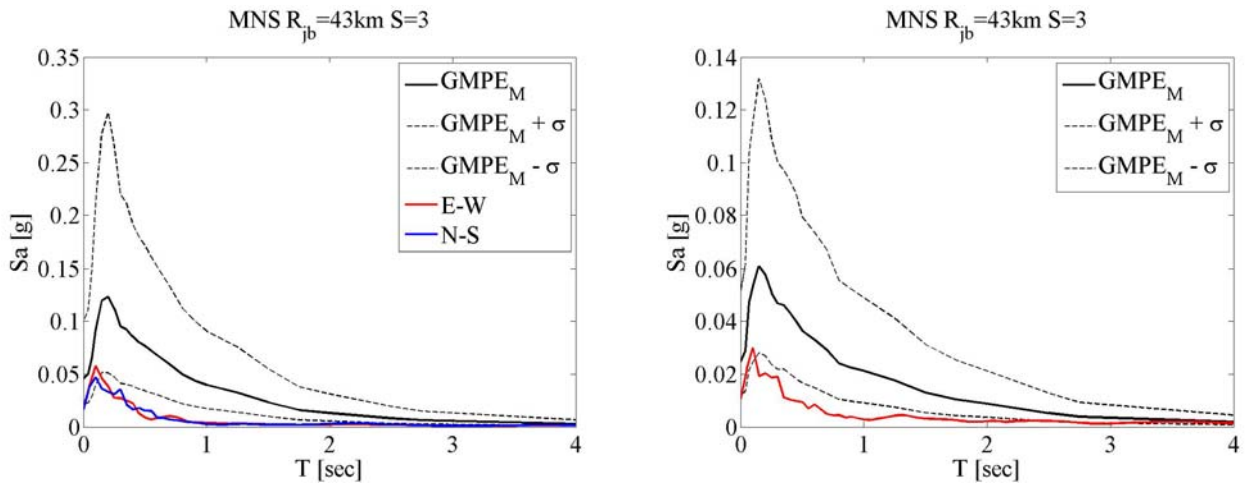 MNS R_jb=43km S=3
0.35
0.3
0.25
0.2
0.15
0.1
0.05
0
Sa [g]
0 1 2 3 4
T [sec]
GMPE_M
GMPE_M + σ
GMPE_M - σ
E-W
N-S
MNS R_jb=43km S=3
0.14
0.12
0.1
0.08
0.06
0.04
0.02
0
Sa [g]
0 1 2 3 4
T [sec]
GMPE_M
GMPE_M + σ
GMPE_M - σ